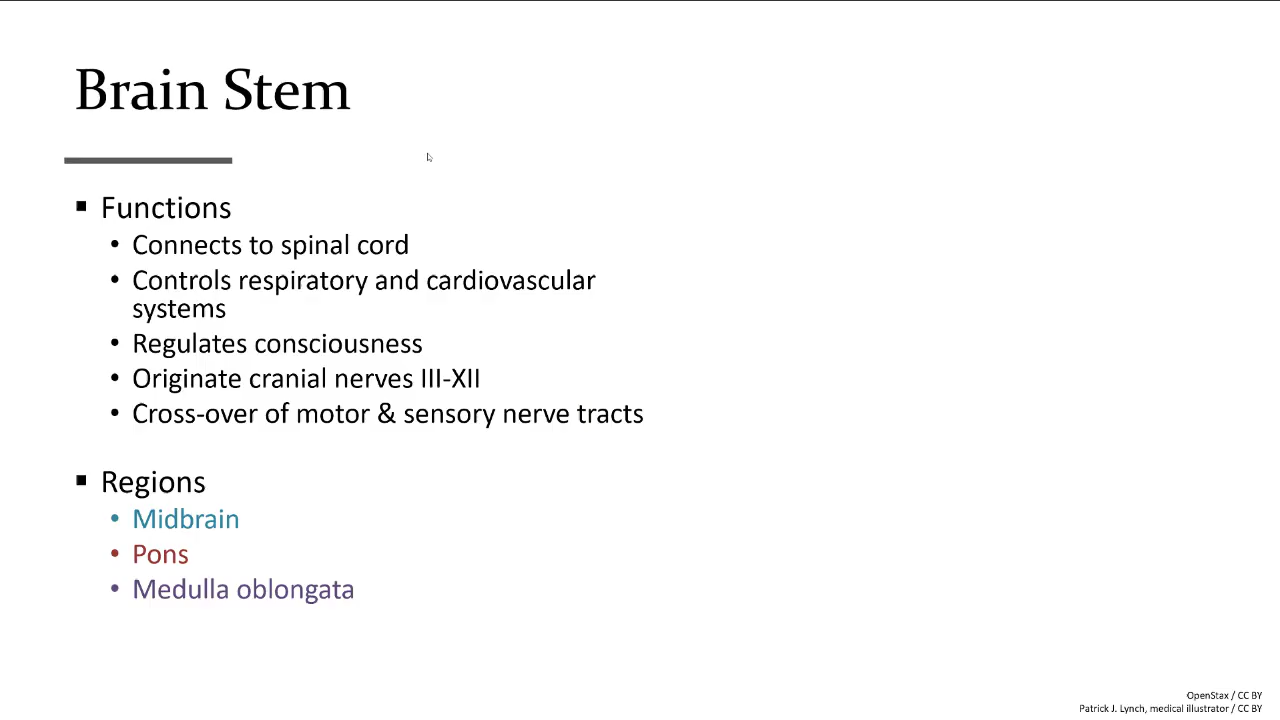 Brain Stem
▪ Functions
• Connects to spinal cord
• Controls respiratory and cardiovascular
systems
• Regulates consciousness
• Originate cranial nerves III-XII
• Cross-over of motor & sensory nerve tracts
▪ Regions
• Midbrain
• Pons
• Medulla oblongata
OpenStax / CC BY
Patrick J. Lynch, medical illustrator / CC BY